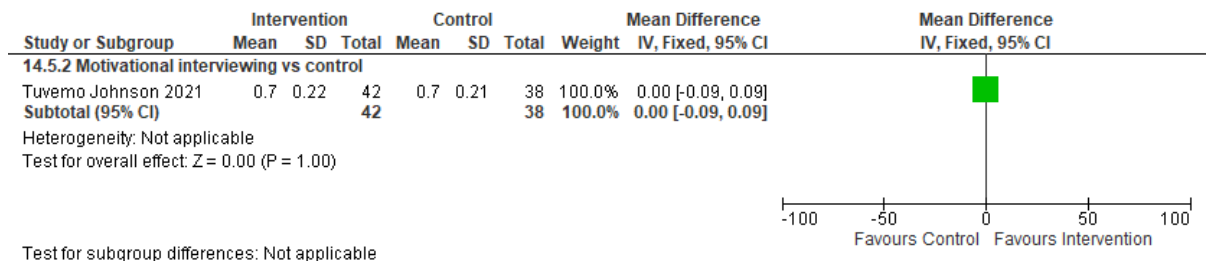 Intervention Control Mean Difference Mean Difference
Study or Subgroup Mean SD Total Mean SD Total Weight IV, Fixed, 95% CI IV, Fixed, 95% CI
14.5.2 Motivational interviewing vs control
Tuvemo Johnson 2021 0.7 0.22 42 0.7 0.21 38 100.0% 0.00 [-0.09, 0.09]
Subtotal (95% CI) 42 38 100.0% 0.00 [-0.09, 0.09]
Heterogeneity: Not applicable
Test for overall effect: Z = 0.00 (P = 1.00)
-100 -50 0 50 100
Favours Control Favours Intervention
Test for subgroup differences: Not applicable